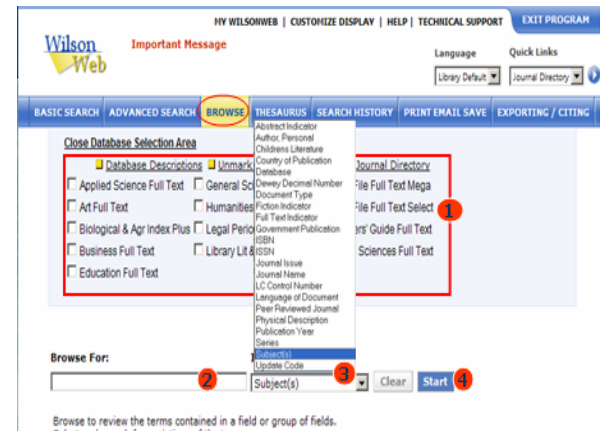 MY WILSONWEB | CUSTOMIZE DISPLAY | HELP | TECHNICAL SUPPORT EXIT PROGRAM
Wilson Web
Important Message
Language Quick Links
Library Default Journal Directory
BASIC SEARCH ADVANCED SEARCH BROWSE THESAURUS SEARCH HISTORY PRINT EMAIL SAVE EXPORTING / CITING
Close Database Selection Area
Database Descriptions Unmark Journal Directory
Applied Science Full Text General Sc File Full Text Mega
Art Full Text Humanities File Full Text Select
1
Biological & Agr Index Plus Legal Perio ers' Guide Full Text
Business Full Text Library Lit & Sciences Full Text
Education Full Text
Abstract Indicator
Author, Personal
Childrens Literature
Country of Publication
Database
Dewey Decimal Number
Document Type
Fiction Indicator
Full Text Indicator
Government Publication
ISBN
ISSN
Journal Issue
Journal Name
LC Control Number
Language of Document
Peer Reviewed Journal
Physical Description
Publication Year
Series
Subject(s)
Update Code
Browse For:
2 Subject(s) 3 Clear Start 4
Browse to review the terms contained in a field or group of fields.